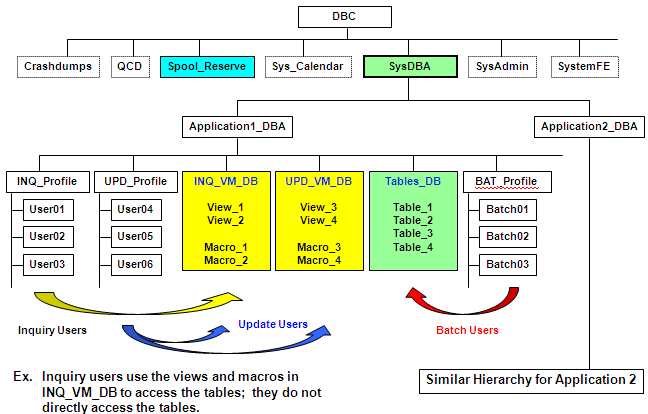 DBC
Crashdumps QCD Spool_Reserve Sys_Calendar SysDBA SysAdmin SystemFE
Application1_DBA Application2_DBA
INQ_Profile UPD_Profile INQ_VM_DB UPD_VM_DB Tables_DB BAT_Profile
User01 User04 View_1 View_3 Table_1 Batch01
View_2 View_4 Table_2
User02 User05 Table_3 Batch02
Macro_1 Macro_3 Table_4
User03 User06 Macro_2 Macro_4 Batch03
Inquiry Users Update Users Batch Users
Ex. Inquiry users use the views and macros in
INQ_VM_DB to access the tables; they do not
directly access the tables.
Similar Hierarchy for Application 2